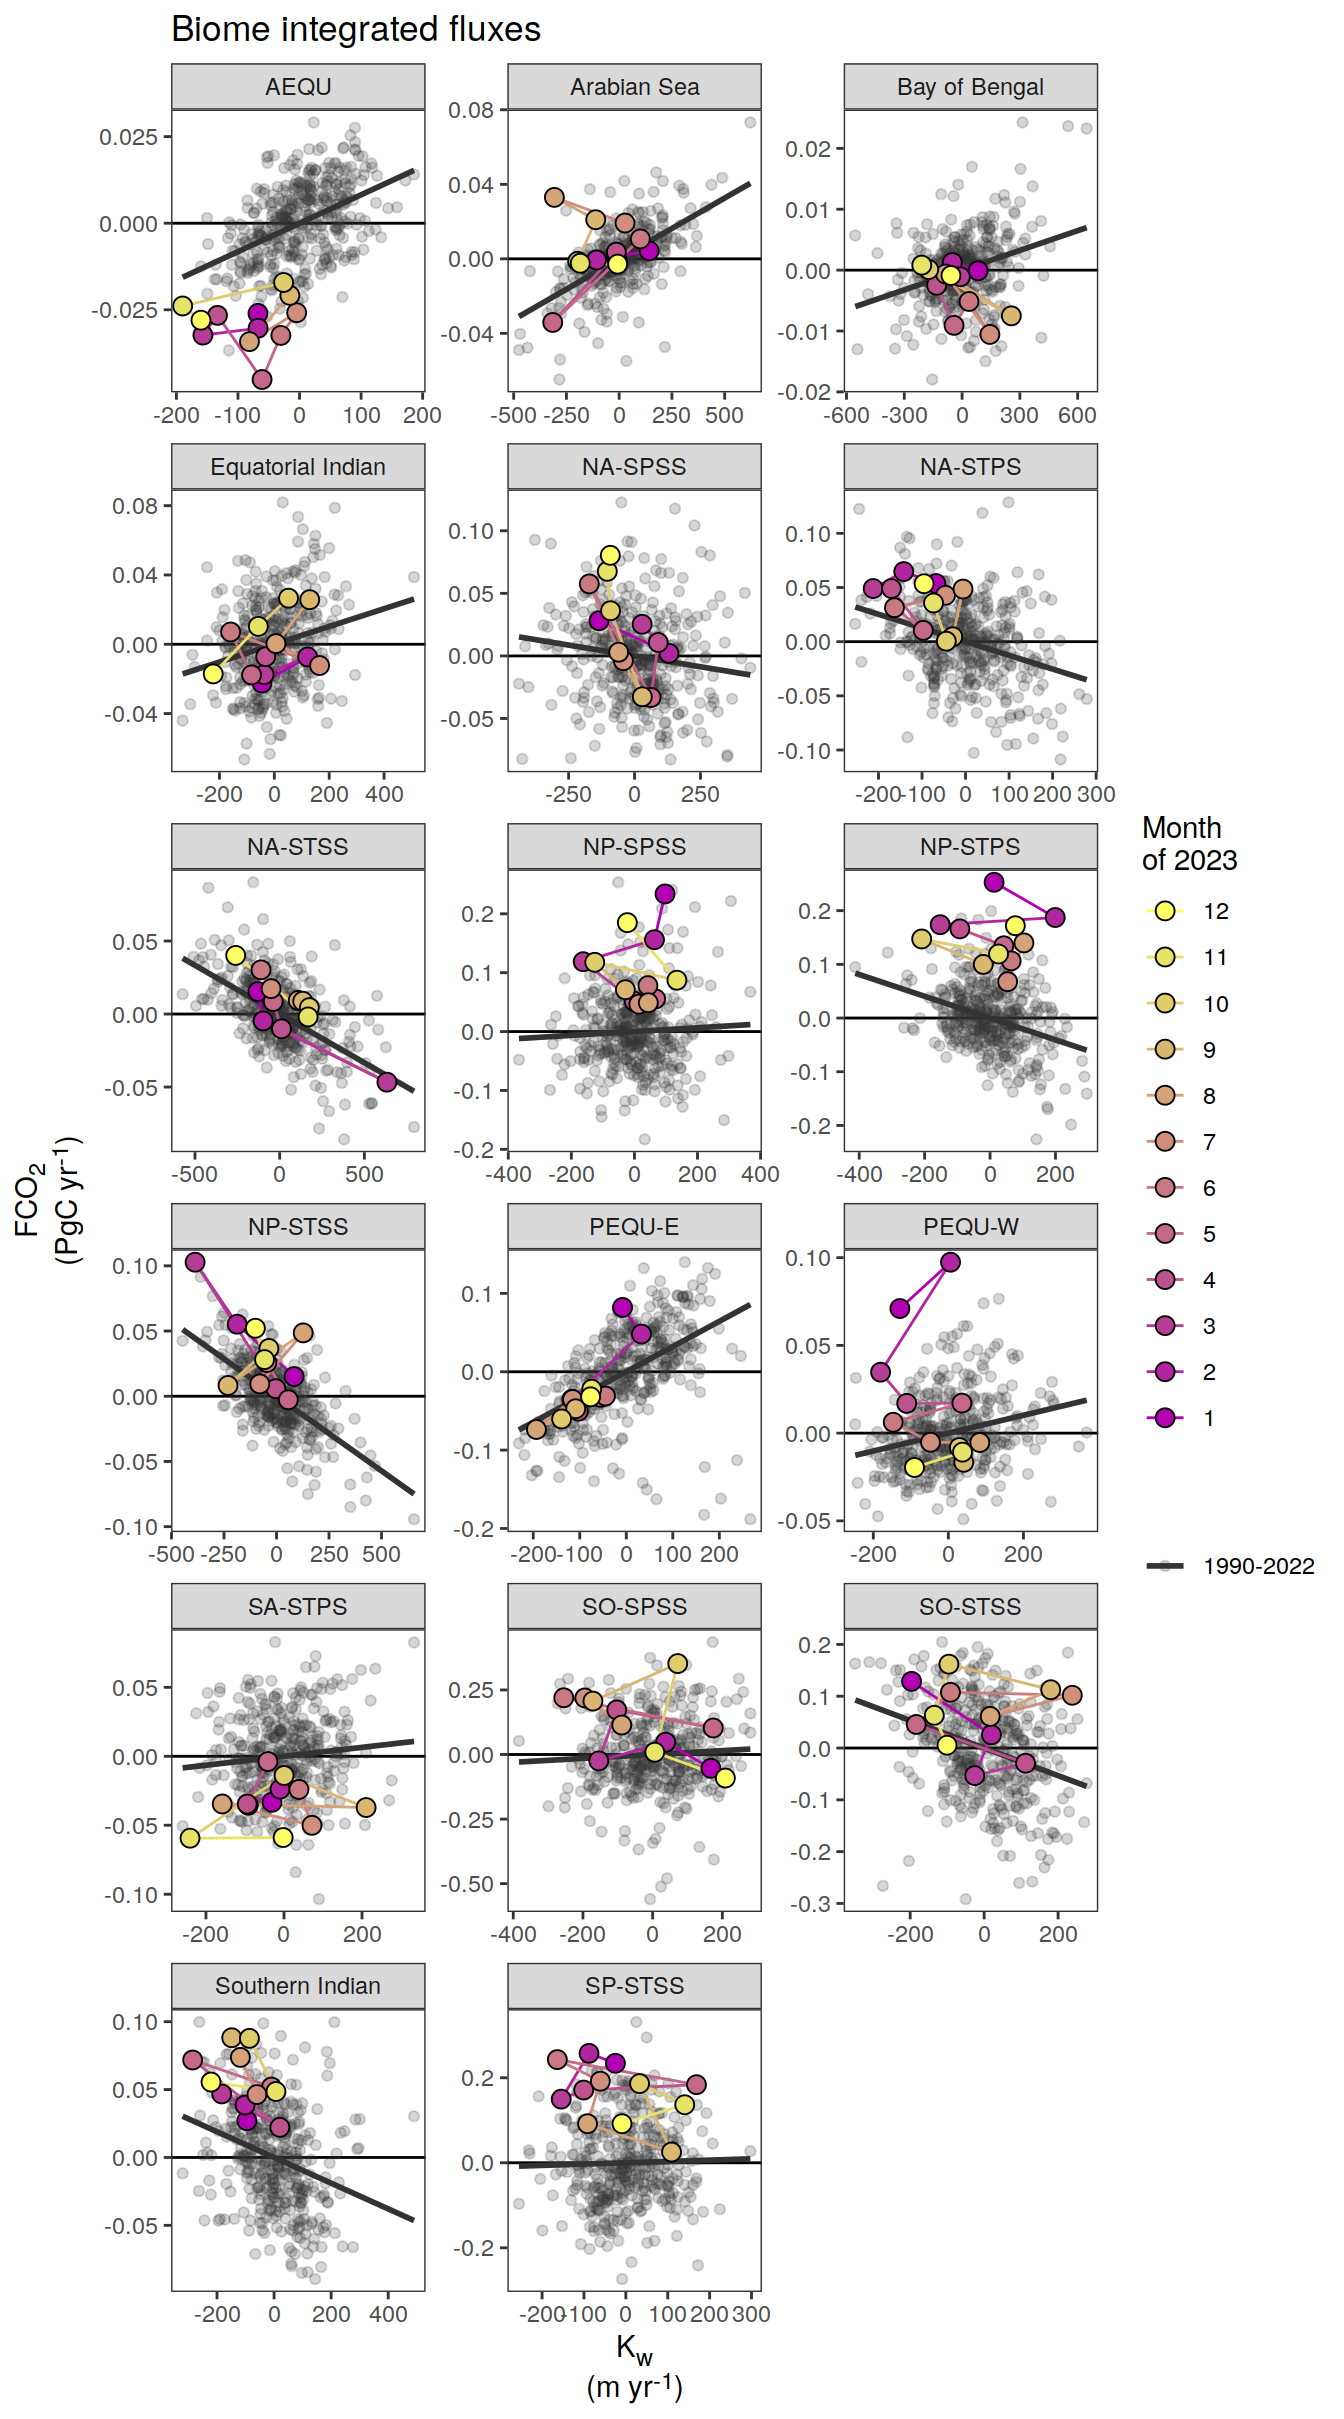 Biome integrated fluxes
AEQU
Arabian Sea
Bay of Bengal
0.025
0.000
-0.025
0.08
0.04
0.00
-0.04
0.02
0.01
0.00
-0.01
-0.02
-200 -100 0 100 200
-500 -250 0 250 500
-600 -300 0 300 600
Equatorial Indian
NA-SPSS
NA-STPS
0.08
0.04
0.00
-0.04
0.10
0.05
0.00
-0.05
0.10
0.05
0.00
-0.05
-0.10
-200 0 200 400
-250 0 250
-200 -100 0 100 200 300
NA-STSS
NP-SPSS
NP-STPS
0.05
0.00
-0.05
0.2
0.1
0.0
-0.1
-0.2
0.2
0.1
0.0
-0.1
-0.2
-500 0 500
-400 -200 0 200 400
-400 -200 0 200
NP-STSS
PEQU-E
PEQU-W
0.10
0.05
0.00
-0.05
-0.10
0.1
0.0
-0.1
-0.2
0.10
0.05
0.00
-0.05
-500 -250 0 250 500
-200 -100 0 100 200
-200 0 200
SA-STPS
SO-SPSS
SO-STSS
0.05
0.00
-0.05
-0.10
0.25
0.00
-0.25
-0.50
0.2
0.1
0.0
-0.1
-0.2
-0.3
-200 0 200
-400 -200 0 200
-200 0 200
Southern Indian
SP-STSS
0.10
0.05
0.00
-0.05
0.2
0.0
-0.2
-200 0 200 400
-200 -100 0 100 200 300
FCO2
(PgC yr-1)
Kw
(m yr-1)
Month
of 2023
12
11
10
9
8
7
6
5
4
3
2
1
1990-2022